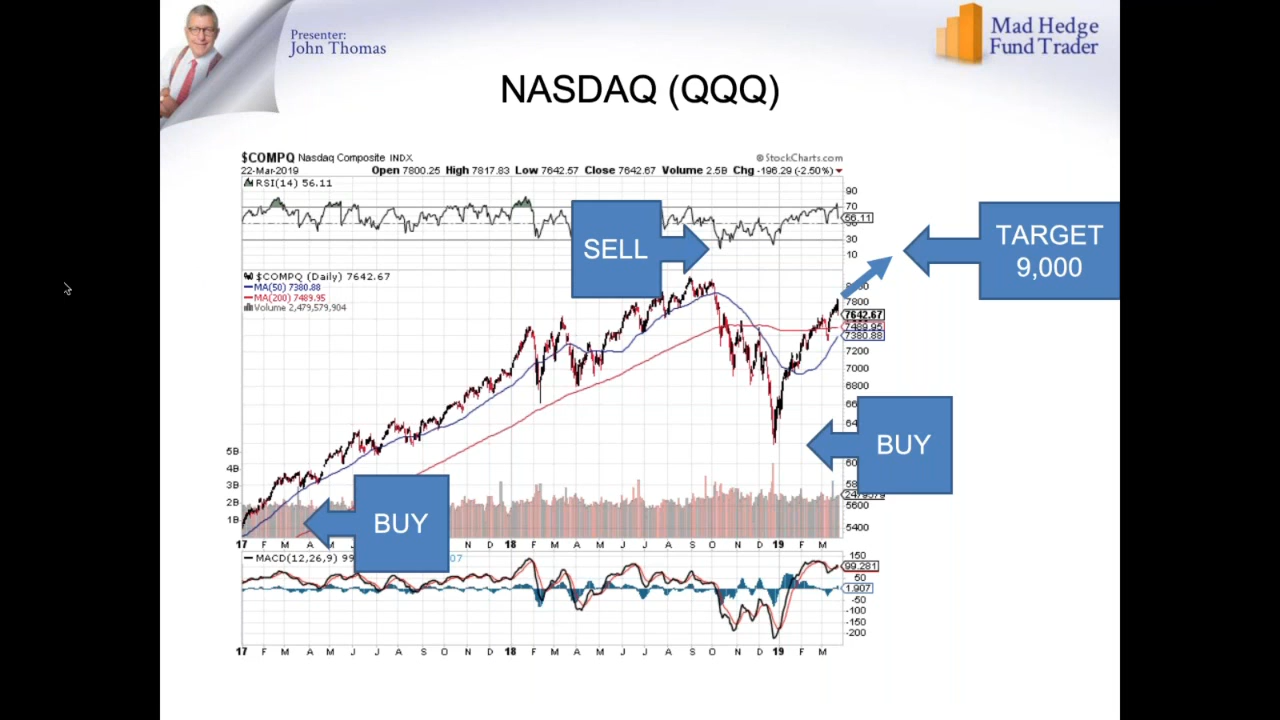 Presenter:
John Thomas
Mad Hedge
Fund Trader
NASDAQ (QQQ)
$COMPQ Nasdaq Composite INDX
© StockCharts.com
22-Mar-2019
Open 7800.25 High 7817.83 Low 7642.57 Close 7642.67 Volume 2.5B Chg -196.29 (-2.50%)
RSI(14) 56.11
90
70
56.11
30
10
SELL
TARGET
9,000
$COMPQ (Daily) 7642.67
MA(50) 7380.88
MA(200) 7489.95
Volume 2,479,579,904
7800
7642.67
7489.95
7380.88
7200
7000
6800
BUY
5B
4B
3B
2B
1B
5600
5400
BUY
17 F M A M J J A S O N D 18 F M A M J J A S O N D 19 F M
MACD(12,26,9) 99
07
150
99.281
50
1.907
-50
-100
-150
-200
17 F M A M J J A S O N D 18 F M A M J J A S O N D 19 F M